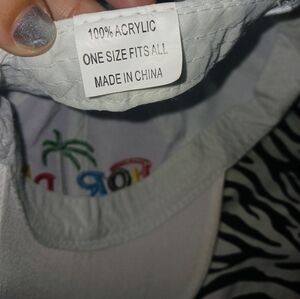 100% ACRYLIC
ONE SIZE FITS ALL
MADE IN CHINA